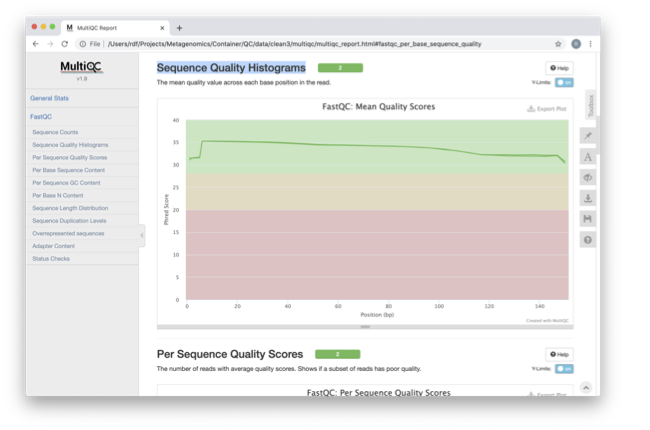 MultiQC Report
File | /Users/rdf/Projects/Metagenomics/Container/QC/data/clean3/multiqc/multiqc_report.html#fastqc_per_base_sequence_quality
MultiQC
v1.9
General Stats
FastQC
Sequence Counts
Sequence Quality Histograms
Per Sequence Quality Scores
Per Base Sequence Content
Per Sequence GC Content
Per Base N Content
Sequence Length Distribution
Sequence Duplication Levels
Overrepresented sequences
Adapter Content
Status Checks
Sequence Quality Histograms 2 Help
The mean quality value across each base position in the read. Y-Limits: on
Toolbox
FastQC: Mean Quality Scores
Export Plot
Phred Score
40
35
30
25
20
15
10
5
0
0 20 40 60 80 100 120 140
Position (bp)
Created with MultiQC
Per Sequence Quality Scores 2 Help
The number of reads with average quality scores. Shows if a subset of reads has poor quality. Y-Limits: on
FastQC: Per Sequence Quality Scores
Export Plot